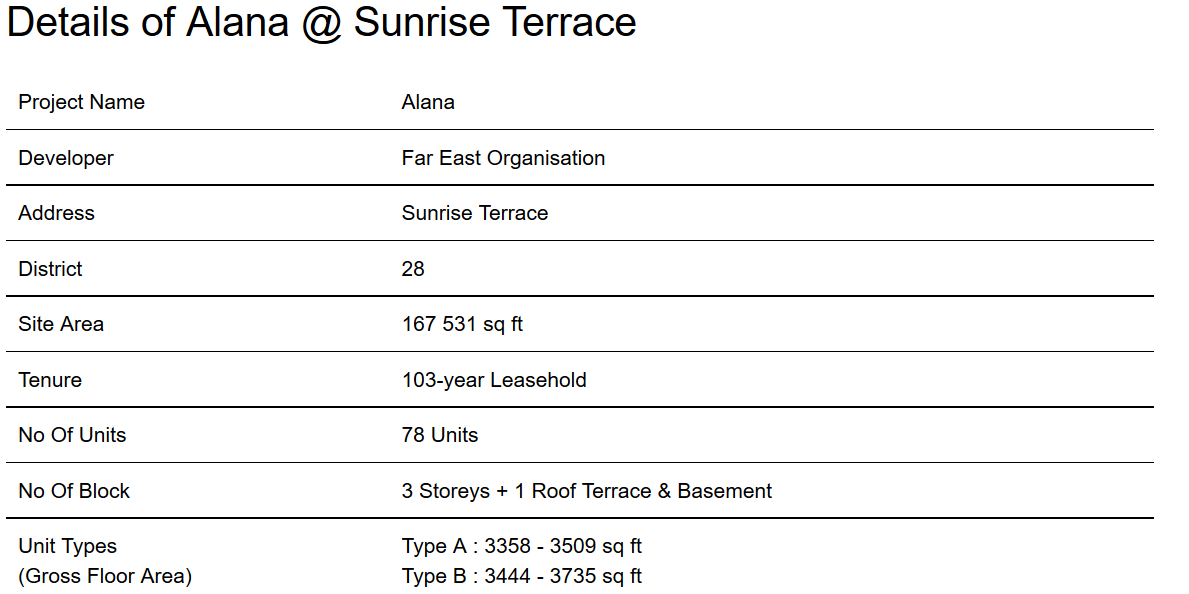 Details of Alana @ Sunrise Terrace
Project Name Alana
Developer Far East Organisation
Address Sunrise Terrace
District 28
Site Area 167 531 sq ft
Tenure 103-year Leasehold
No Of Units 78 Units
No Of Block 3 Storeys + 1 Roof Terrace & Basement
Unit Types Type A : 3358 - 3509 sq ft
(Gross Floor Area) Type B : 3444 - 3735 sq ft